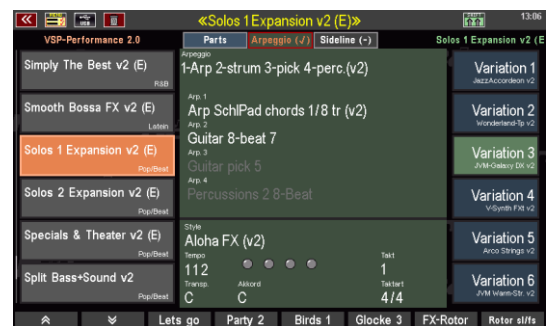 «Solos 1 Expansion v2 (E)»
13:06
VSP-Performance 2.0
Parts
Arpeggio (√)
Sideline (-)
Solos 1 Expansion v2 (E
Simply The Best v2 (E)
R&B
Smooth Bossa FX v2 (E)
Latein
Solos 1 Expansion v2 (E)
Pop/Beat
Solos 2 Expansion v2 (E)
Pop/Beat
Specials & Theater v2 (E)
Pop/Beat
Split Bass+Sound v2
Pop/Beat
Arpeggio
1-Arp 2-strum 3-pick 4-perc.(v2)
Arp. 1
Arp SchlPad chords 1/8 tr (v2)
Arp. 2
Guitar 8-beat 7
Arp. 3
Guitar pick 5
Arp. 4
Percussions 2 8-Beat
Style
Aloha FX (v2)
Tempo
Takt
112
1
Transp.
Akkord
Taktart
C
C
4/4
Variation 1
JazzAccordeon v2
Variation 2
Wonderland-Tp v2
Variation 3
JVM-Galaxy DX v2
Variation 4
V-Synth FXt v2
Variation 5
Arco Strings v2
Variation 6
JVM Warm-Str. v2
Lets go
Party 2
Birds 1
Glocke 3
FX-Rotor
Rotor sl/fs